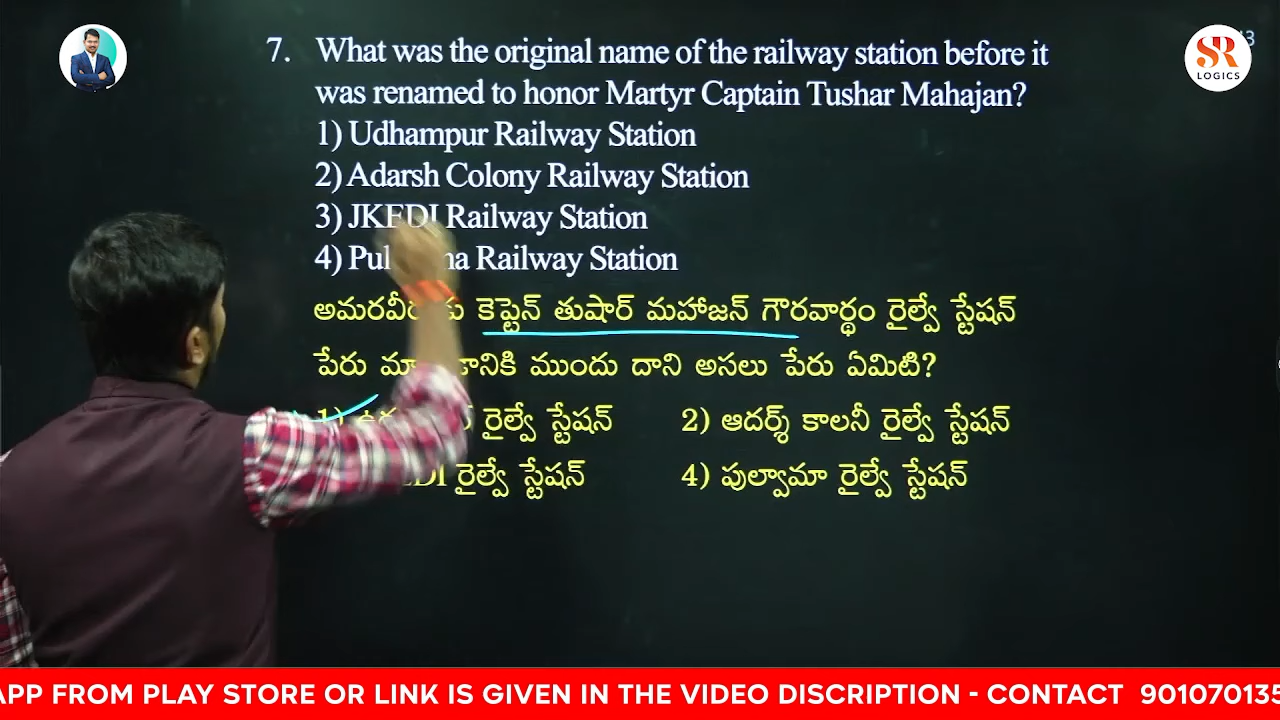 7. What was the original name of the railway station before it
was renamed to honor Martyr Captain Tushar Mahajan?
1) Udhampur Railway Station
2) Adarsh Colony Railway Station
3) JKEDI Railway Station
4) Railway Station
కెప్టెన్ తుషార్ మహాజన్ గౌరవార్థం రైల్వే స్టేషన్
పేరు ముందు దాని అసలు పేరు ఏమిటి?
1) రైల్వే స్టేషన్ 2) ఆదర్శ్ కాలనీ రైల్వే స్టేషన్
రైల్వే స్టేషన్ 4) పుల్వామా రైల్వే స్టేషన్
SR
LOGICS
APP FROM PLAY STORE OR LINK IS GIVEN IN THE VIDEO DISCRIPTION - CONTACT 901070135